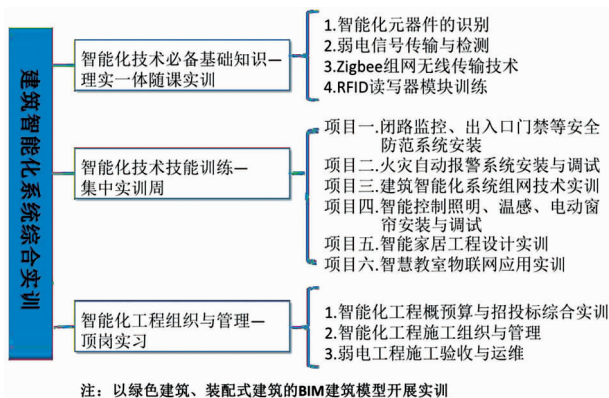 建筑智能化系统综合实训
智能化技术必备基础知识—
理实一体随课实训
1.智能化元器件的识别
2.弱电信号传输与检测
3.Zigbee组网无线传输技术
4.RFID读写器模块训练
智能化技术技能训练—
集中实训周
项目一.闭路监控、出入口门禁等安全
防范系统安装
项目二.火灾自动报警系统安装与调试
项目三.建筑智能化系统组网技术实训
项目四.智能控制照明、温感、电动窗
帘安装与调试
项目五.智能家居工程设计实训
项目六.智慧教室物联网应用实训
智能化工程组织与管理—
顶岗实习
1.智能化工程概预算与招投标综合实训
2.智能化工程施工组织与管理
3.弱电工程施工验收与运维
注：以绿色建筑、装配式建筑的BIM建筑模型开展实训